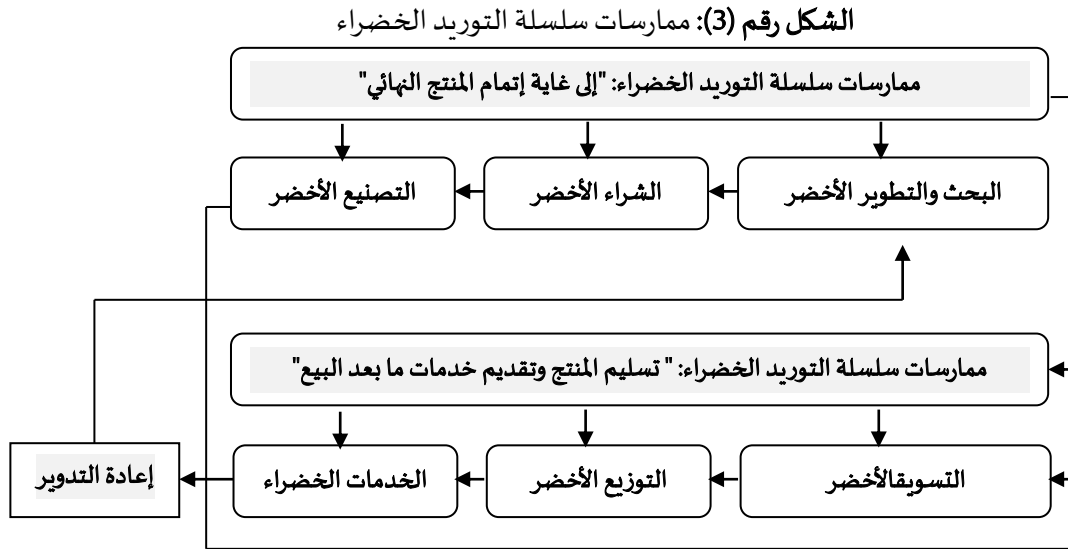 الشكل رقم (3): ممارسات سلسلة التوريد الخضراء
ممارسات سلسلة التوريد الخضراء: "إلى غاية إتمام المنتج النهائي"
البحث والتطوير الأخضر
الشراء الأخضر
التصنيع الأخضر
ممارسات سلسلة التوريد الخضراء: " تسليم المنتج وتقديم خدمات ما بعد البيع"
التسويقالأخضر
التوزيع الأخضر
الخدمات الخضراء
إعادة التدوير